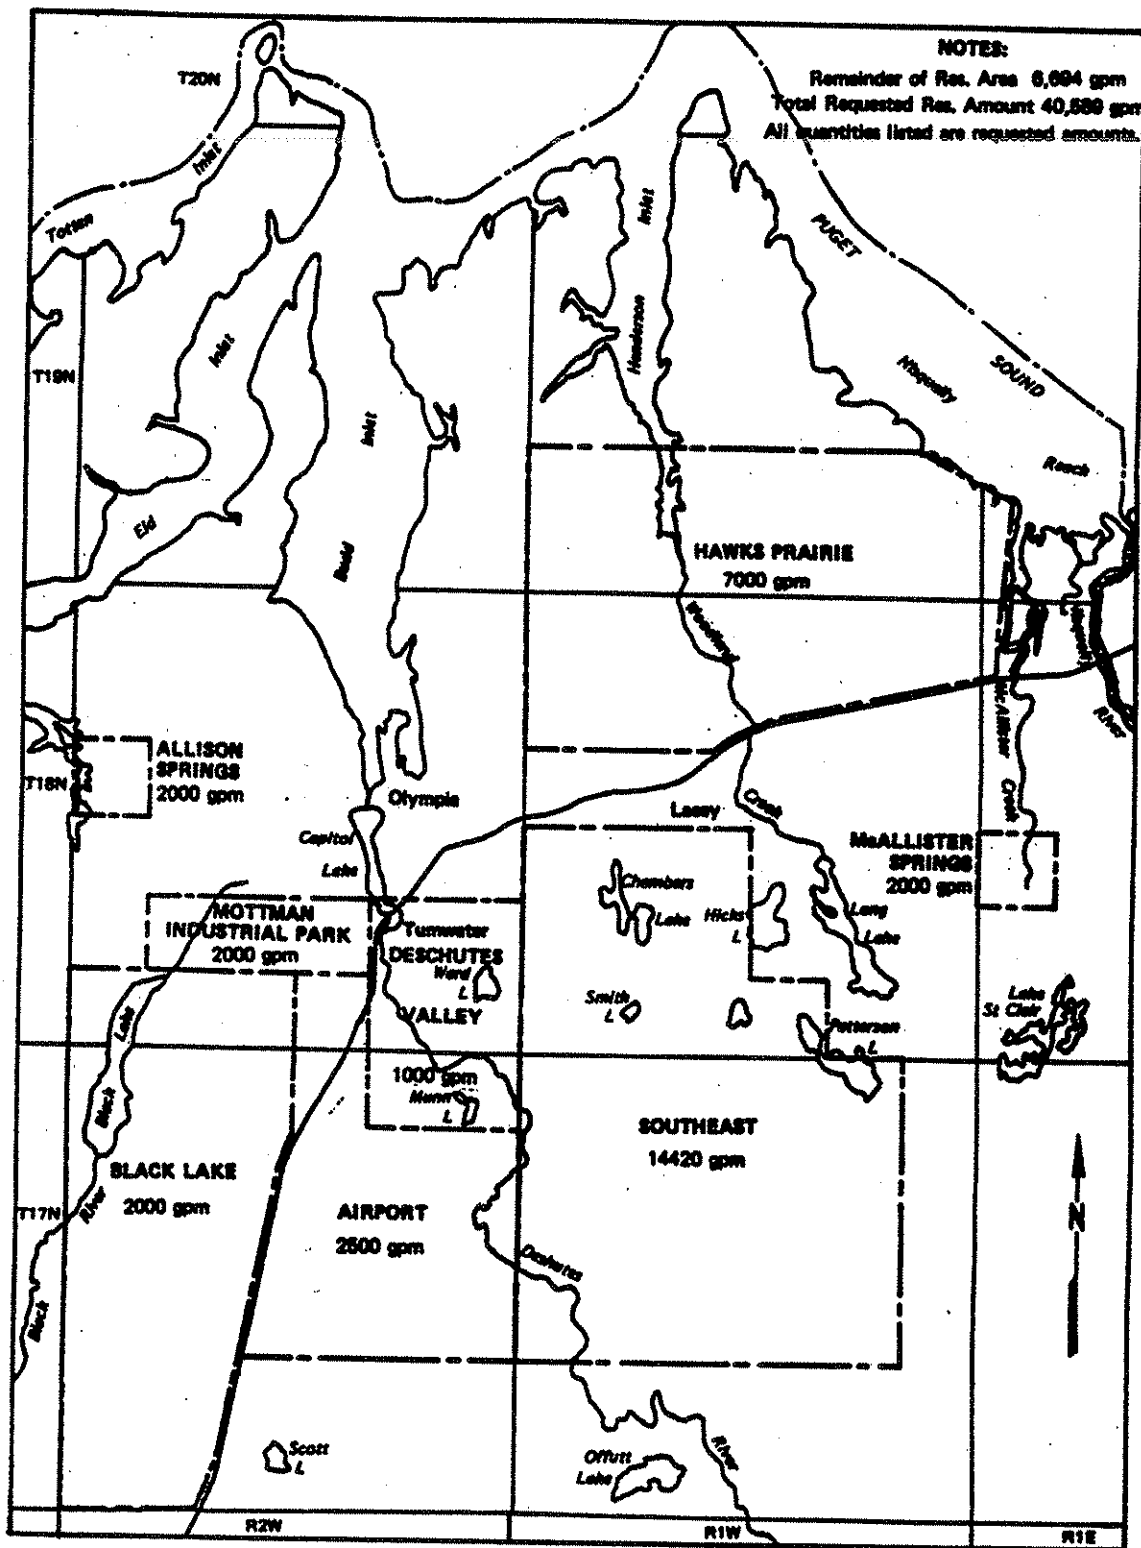 NOTES:
Remainder of Res. Area 6,694 gpm
Total Requested Res. Amount 40,589 gpm
All quantities listed are requested amounts.
T20N
Totten
Inlet
Inlet
PUGET
SOUND
T19N
Inlet
Henderson
Nisqually
Reach
Eld
Inlet
Budd
HAWKS PRAIRIE
7000 gpm
Woodland
Nisqually
River
McAllister
Creek
ALLISON
SPRINGS
2000 gpm
T18N
Olympia
Capitol
Lake
Lacey
Creek
McALLISTER
SPRINGS
2000 gpm
Chambers
Lake
Hicks
L
Long
Lake
MOTTMAN
INDUSTRIAL PARK
2000 gpm
Tumwater
DESCHUTES
Ward
L
VALLEY
1000 gpm
Munn
L
Smith
L
Patterson
L
Lake
St Clair
Lake
Black
SOUTHEAST
14420 gpm
BLACK LAKE
2000 gpm
T17N
River
Black
AIRPORT
2500 gpm
Deshutes
N
Scott
L
Offutt
Lake
River
R2W
R1W
R1E